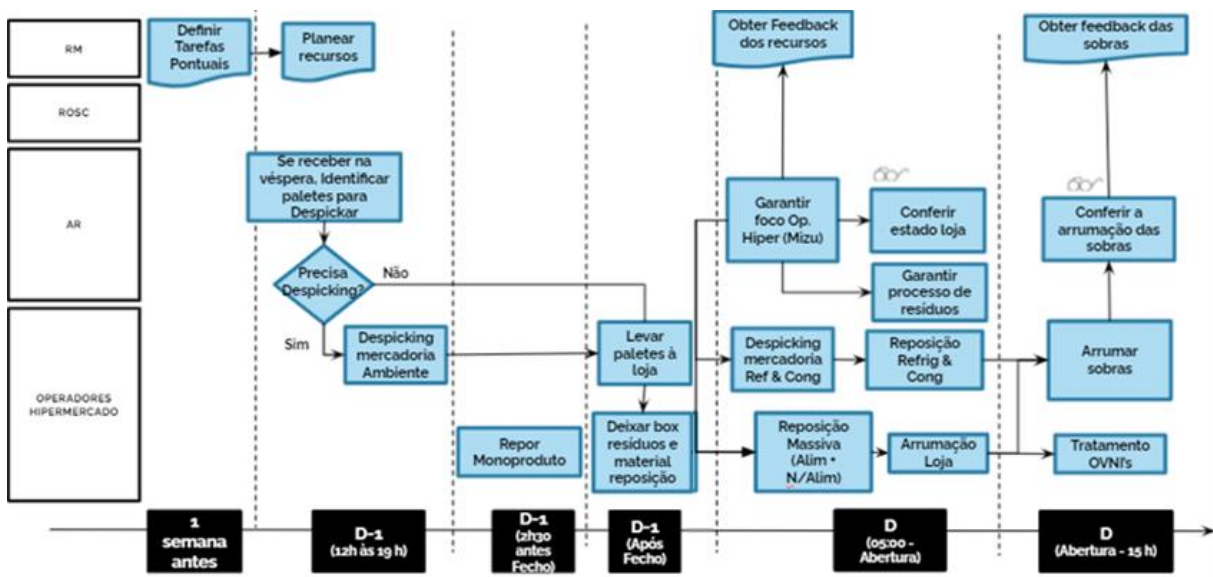 RM
Definir
Tarefas
Pontuais
Planear
recursos
Obter Feedback
dos recursos
Obter feedback das
sobras
ROSC
AR
Se receber na
véspera, Identificar
paletes para
Despickar
Precisa
Despicking?
Não
Sim
Garantir
foco Op.
Hiper (Mizu)
Conferir
estado loja
Garantir
processo de
resíduos
Conferir a
arrumação das
sobras
OPERADORES
HIPERMERCADO
Despicking
mercadoria
Ambiente
Repor
Monoproduto
Levar
paletes à
loja
Deixar box
resíduos e
material
reposição
Despicking
mercadoria
Ref & Cong
Reposição
Refrig &
Cong
Reposição
Massiva
(Alim +
N/Alim)
Arrumação
Loja
Arrumar
sobras
Tratamento
OVNI's
1
semana
antes
D-1
(12h às 19 h)
D-1
(2h30
antes
Fecho)
D-1
(Após
Fecho)
D
(05:00 -
Abertura)
D
(Abertura - 15 h)